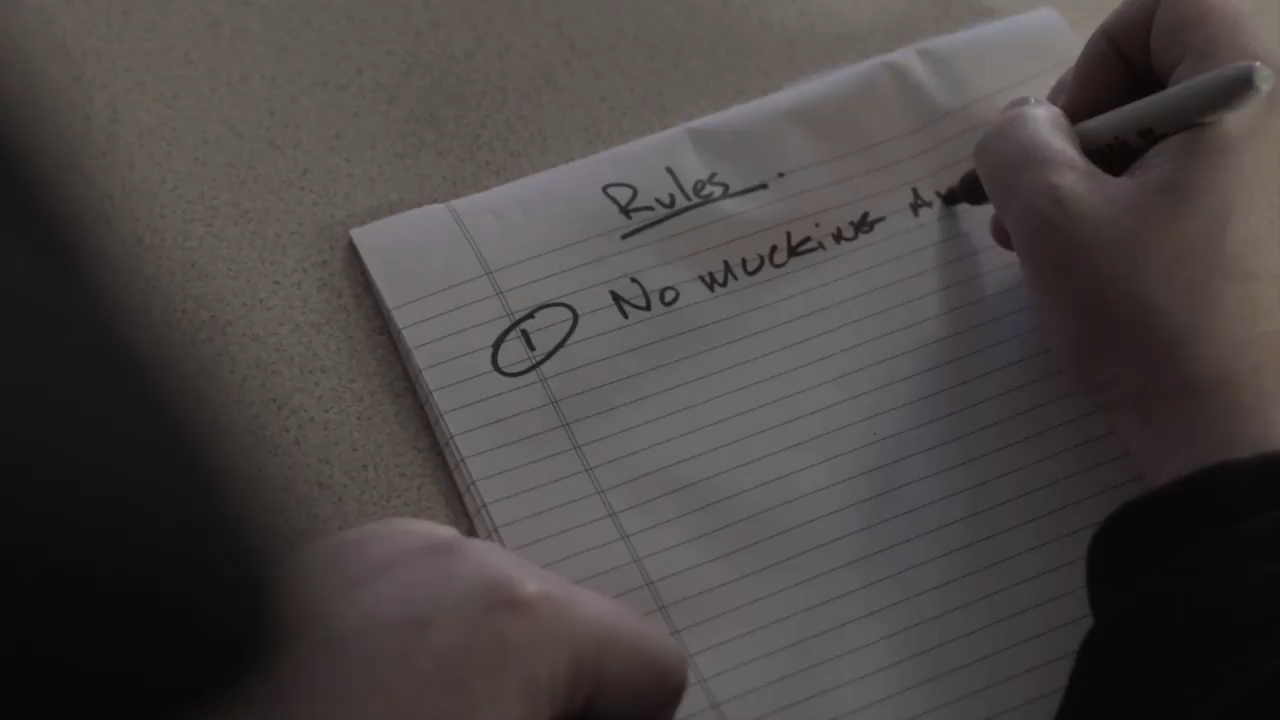 Rules.
① No mucking A